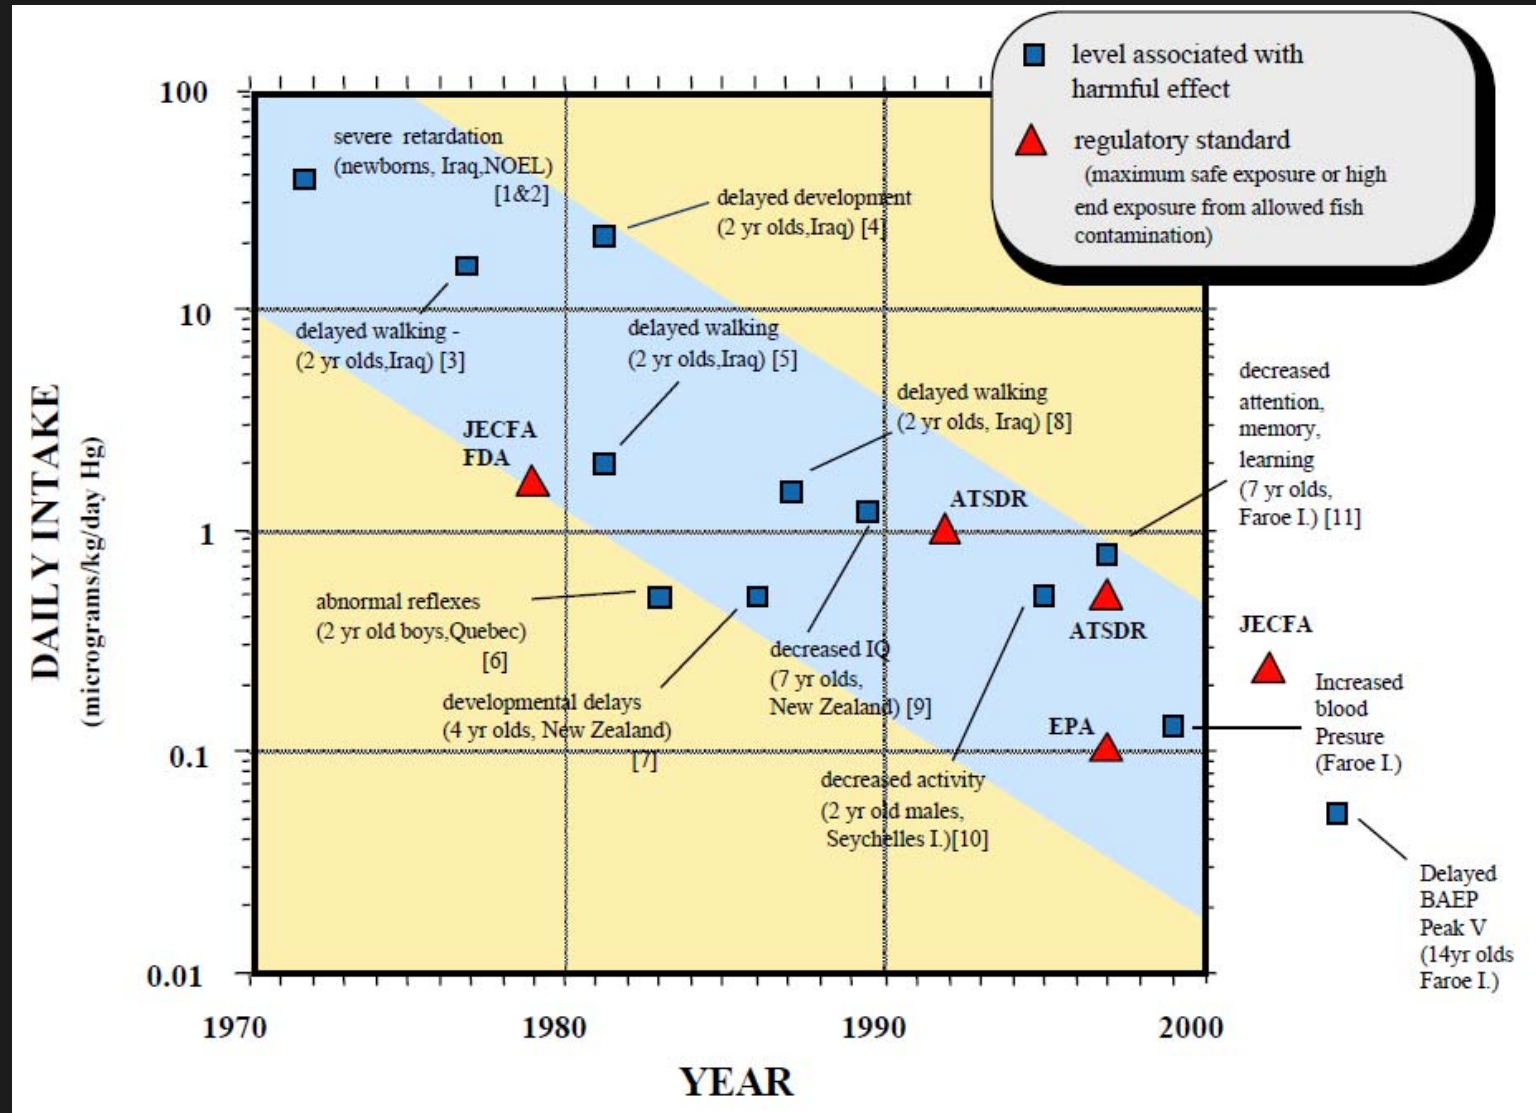 level associated with
harmful effect
regulatory standard
(maximum safe exposure or high
end exposure from allowed fish
contamination)
100
10
1
0.1
0.01
DAILY INTAKE
(micrograms/kg/day Hg)
severe retardation
(newborns, Iraq,NOEL)
[1&2]
delayed development
(2 yr olds,Iraq) [4]
delayed walking -
(2 yr olds,Iraq) [3]
delayed walking
(2 yr olds,Iraq) [5]
delayed walking
(2 yr olds, Iraq) [8]
decreased
attention,
memory,
learning
(7 yr olds,
Faroe I.) [11]
JECFA
FDA
ATSDR
abnormal reflexes
(2 yr old boys,Quebec)
[6]
developmental delays
(4 yr olds, New Zealand)
[7]
decreased IQ
(7 yr olds,
New Zealand) [9]
ATSDR
JECFA
EPA
Increased
blood
Presure
(Faroe I.)
decreased activity
(2 yr old males,
Seychelles I.)[10]
Delayed
BAEP
Peak V
(14yr olds
Faroe I.)
1970
1980
1990
2000
YEAR